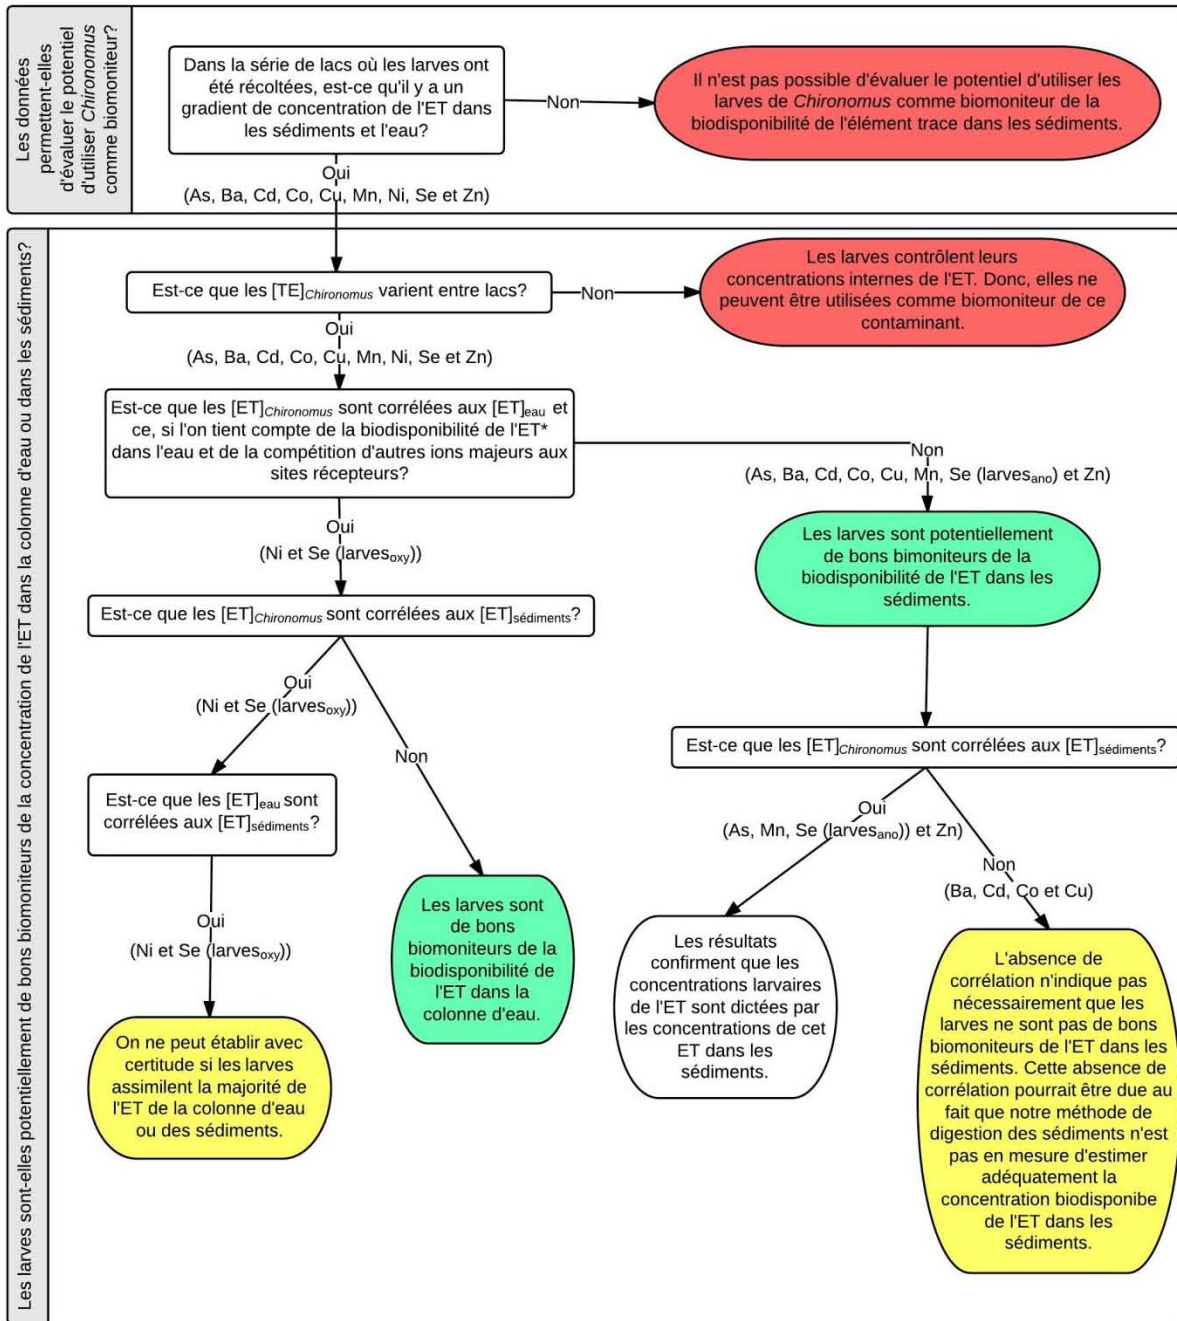 Les données
permettent-elles
d'évaluer le potentiel
d'utiliser Chironomus
comme biomoniteur?
Dans la série de lacs où les larves ont
été récoltées, est-ce qu'il y a un
gradient de concentration de l'ET dans
les sédiments et l'eau?
Non
Il n'est pas possible d'évaluer le potentiel d'utiliser les
larves de Chironomus comme biomoniteur de la
biodisponibilité de l'élément trace dans les sédiments.
Oui
(As, Ba, Cd, Co, Cu, Mn, Ni, Se et Zn)
Les larves sont-elles potentiellement de bons biomoniteurs de la concentration de l'ET dans la colonne d'eau ou dans les sédiments?
Est-ce que les [TE]Chironomus varient entre lacs?
Non
Les larves contrôlent leurs
concentrations internes de l'ET. Donc, elles ne
peuvent être utilisées comme biomoniteur de ce
contaminant.
Oui
(As, Ba, Cd, Co, Cu, Mn, Ni, Se et Zn)
Est-ce que les [ET]Chironomus sont corrélées aux [ET]eau et
ce, si l'on tient compte de la biodisponibilité de l'ET*
dans l'eau et de la compétition d'autres ions majeurs aux
sites récepteurs?
Non
(As, Ba, Cd, Co, Cu, Mn, Se (larvesano) et Zn)
Les larves sont potentiellement
de bons bimoniteurs de la
biodisponibilité de l'ET dans les
sédiments.
Oui
(Ni et Se (larvesoxy))
Est-ce que les [ET]Chironomus sont corrélées aux [ET]sédiments?
Oui
(Ni et Se (larvesoxy))
Non
Est-ce que les [ET]eau sont
corrélées aux [ET]sédiments?
Oui
(Ni et Se (larvesoxy))
On ne peut établir avec
certitude si les larves
assimilent la majorité de
l'ET de la colonne d'eau
ou des sédiments.
Les larves sont
de bons
biomoniteurs de la
biodisponibilité de
l'ET dans la
colonne d'eau.
Est-ce que les [ET]Chironomus sont corrélées aux [ET]sédiments?
Oui
(As, Mn, Se (larvesano)) et Zn)
Non
(Ba, Cd, Co et Cu)
Les résultats
confirment que les
concentrations larvaires
de l'ET sont dictées par
les concentrations de cet
ET dans les
sédiments.
L'absence de
corrélation n'indique pas
nécessairement que les
larves ne sont pas de bons
biomoniteurs de l'ET dans les
sédiments. Cette absence de
corrélation pourrait être due au
fait que notre méthode de
digestion des sédiments n'est
pas en mesure d'estimer
adéquatement la
concentration biodisponibe
de l'ET dans les
sédiments.